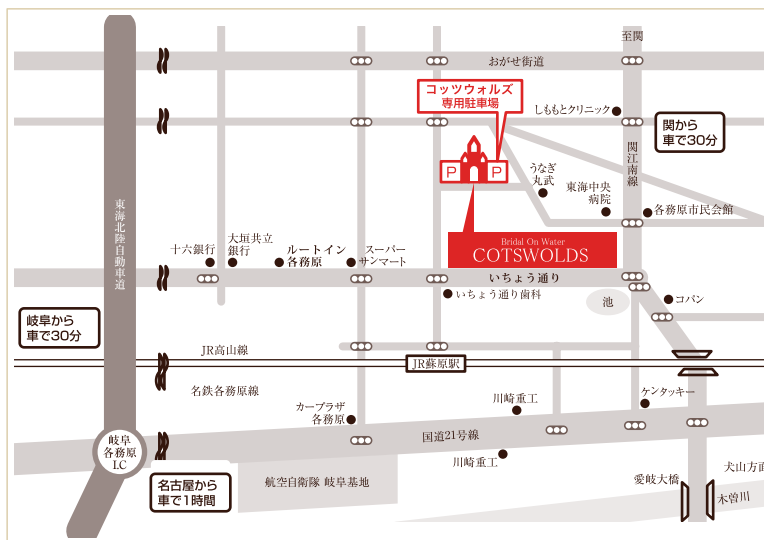 至関
おがせ街道
コッツウォルズ
専用駐車場
しももとクリニック
関から
車で30分
関江南線
P
P
うなぎ
丸武
東海中央
病院
各務原市民会館
東海北陸自動車道
Bridal On Water
COTSWOLDS
十六銀行
大垣共立
銀行
ルートイン
各務原
スーパー
サンマート
いちょう通り
いちょう通り歯科
池
コパン
岐阜から
車で30分
JR高山線
JR蘇原駅
名鉄各務原線
カープラザ
各務原
川崎重工
ケンタッキー
国道21号線
川崎重工
岐阜
各務原
I.C
名古屋から
車で1時間
航空自衛隊 岐阜基地
愛岐大橋
犬山方面
木曽川